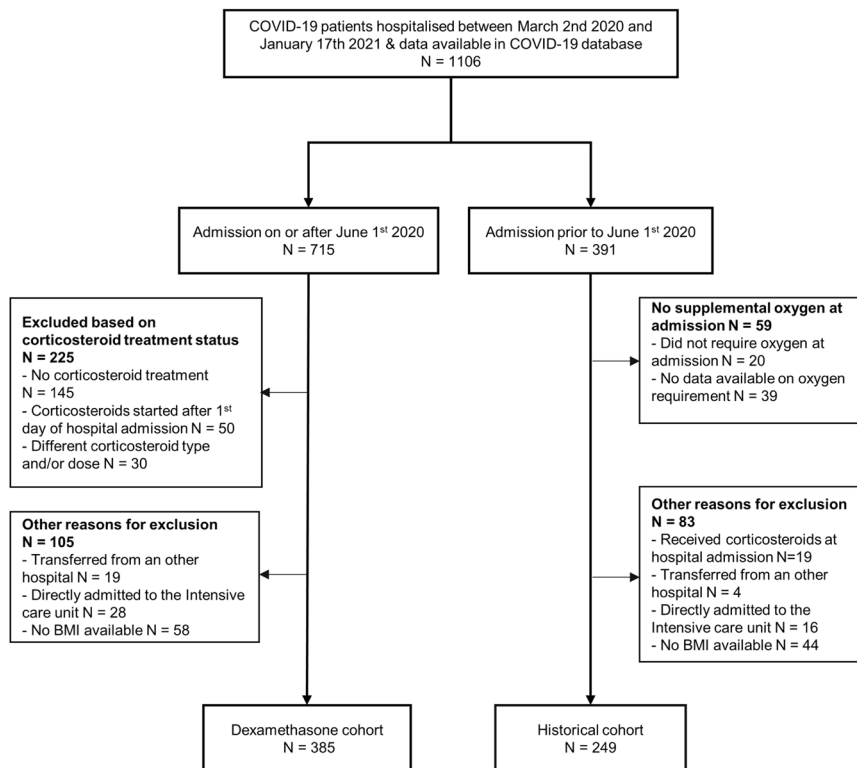 COVID-19 patients hospitalised between March 2nd 2020 and
January 17th 2021 & data available in COVID-19 database
N = 1106
Admission on or after June 1st 2020
N = 715
Admission prior to June 1st 2020
N = 391
Excluded based on
corticosteroid treatment status
N = 225
- No corticosteroid treatment
N = 145
- Corticosteroids started after 1st
day of hospital admission N = 50
- Different corticosteroid type
and/or dose N = 30
No supplemental oxygen at
admission N = 59
- Did not require oxygen at
admission N = 20
- No data available on oxygen
requirement N = 39
Other reasons for exclusion
N = 105
- Transferred from an other
hospital N = 19
- Directly admitted to the Intensive
care unit N = 28
- No BMI available N = 58
Other reasons for exclusion
N = 83
- Received corticosteroids at
hospital admission N=19
- Transferred from an other
hospital N = 4
- Directly admitted to the
Intensive care unit N = 16
- No BMI available N = 44
Dexamethasone cohort
N = 385
Historical cohort
N = 249